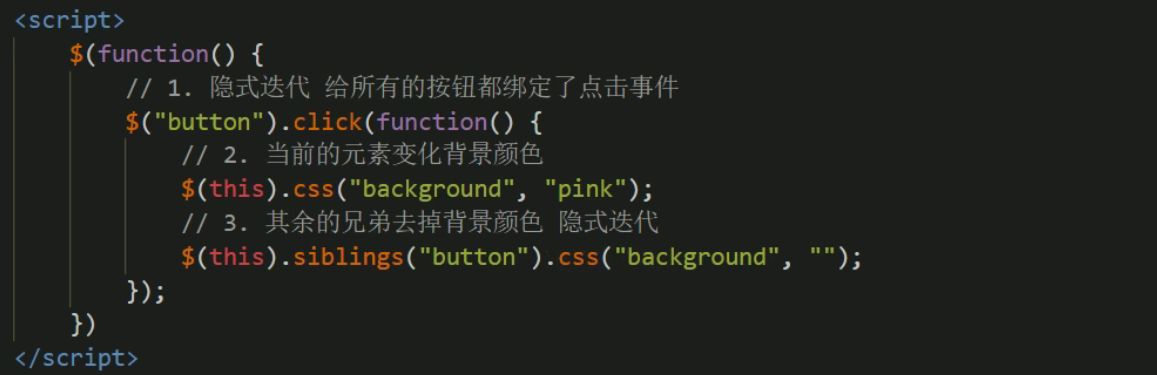 <script>
$(function() {
// 1. 隐式迭代 给所有的按钮都绑定了点击事件
$("button").click(function() {
// 2. 当前的元素变化背景颜色
$(this).css("background", "pink");
// 3. 其余的兄弟去掉背景颜色 隐式迭代
$(this).siblings("button").css("background", "");
});
})
</script>